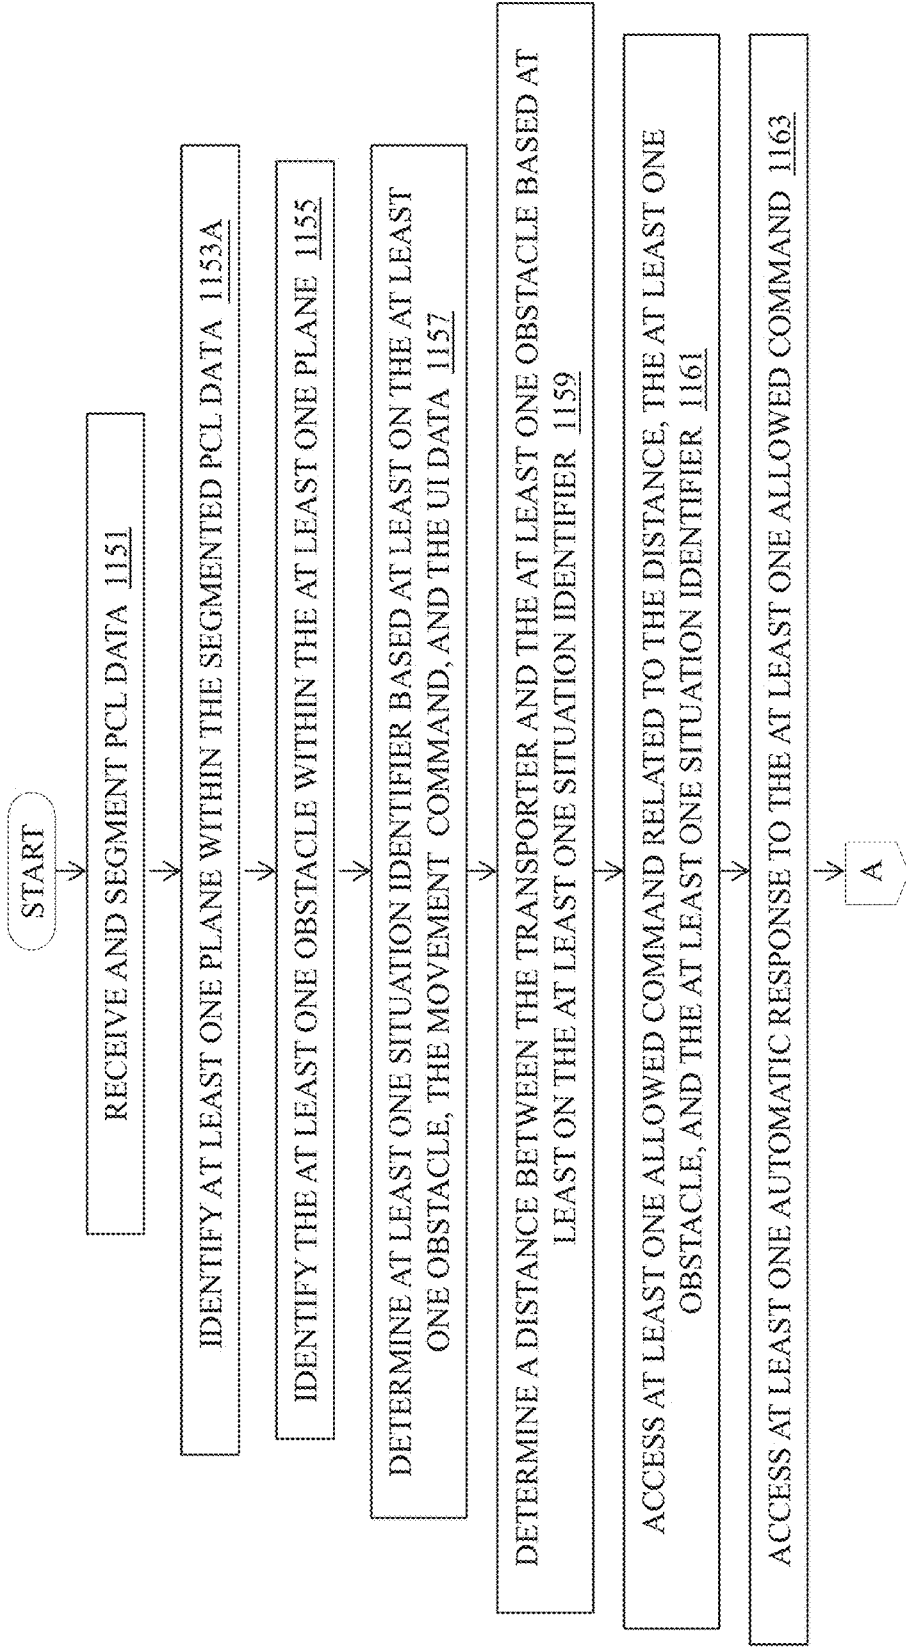 START
RECEIVE AND SEGMENT PCL DATA 1151
IDENTIFY AT LEAST ONE PLANE WITHIN THE SEGMENTED PCL DATA 1153A
IDENTIFY THE AT LEAST ONE OBSTACLE WITHIN THE AT LEAST ONE PLANE 1155
DETERMINE AT LEAST ONE SITUATION IDENTIFIER BASED AT LEAST ON THE AT LEAST
ONE OBSTACLE, THE MOVEMENT COMMAND, AND THE UI DATA 1157
DETERMINE A DISTANCE BETWEEN THE TRANSPORTER AND THE AT LEAST ONE OBSTACLE BASED AT
LEAST ON THE AT LEAST ONE SITUATION IDENTIFIER 1159
ACCESS AT LEAST ONE ALLOWED COMMAND RELATED TO THE DISTANCE, THE AT LEAST ONE
OBSTACLE, AND THE AT LEAST ONE SITUATION IDENTIFIER 1161
ACCESS AT LEAST ONE AUTOMATIC RESPONSE TO THE AT LEAST ONE ALLOWED COMMAND 1163
A